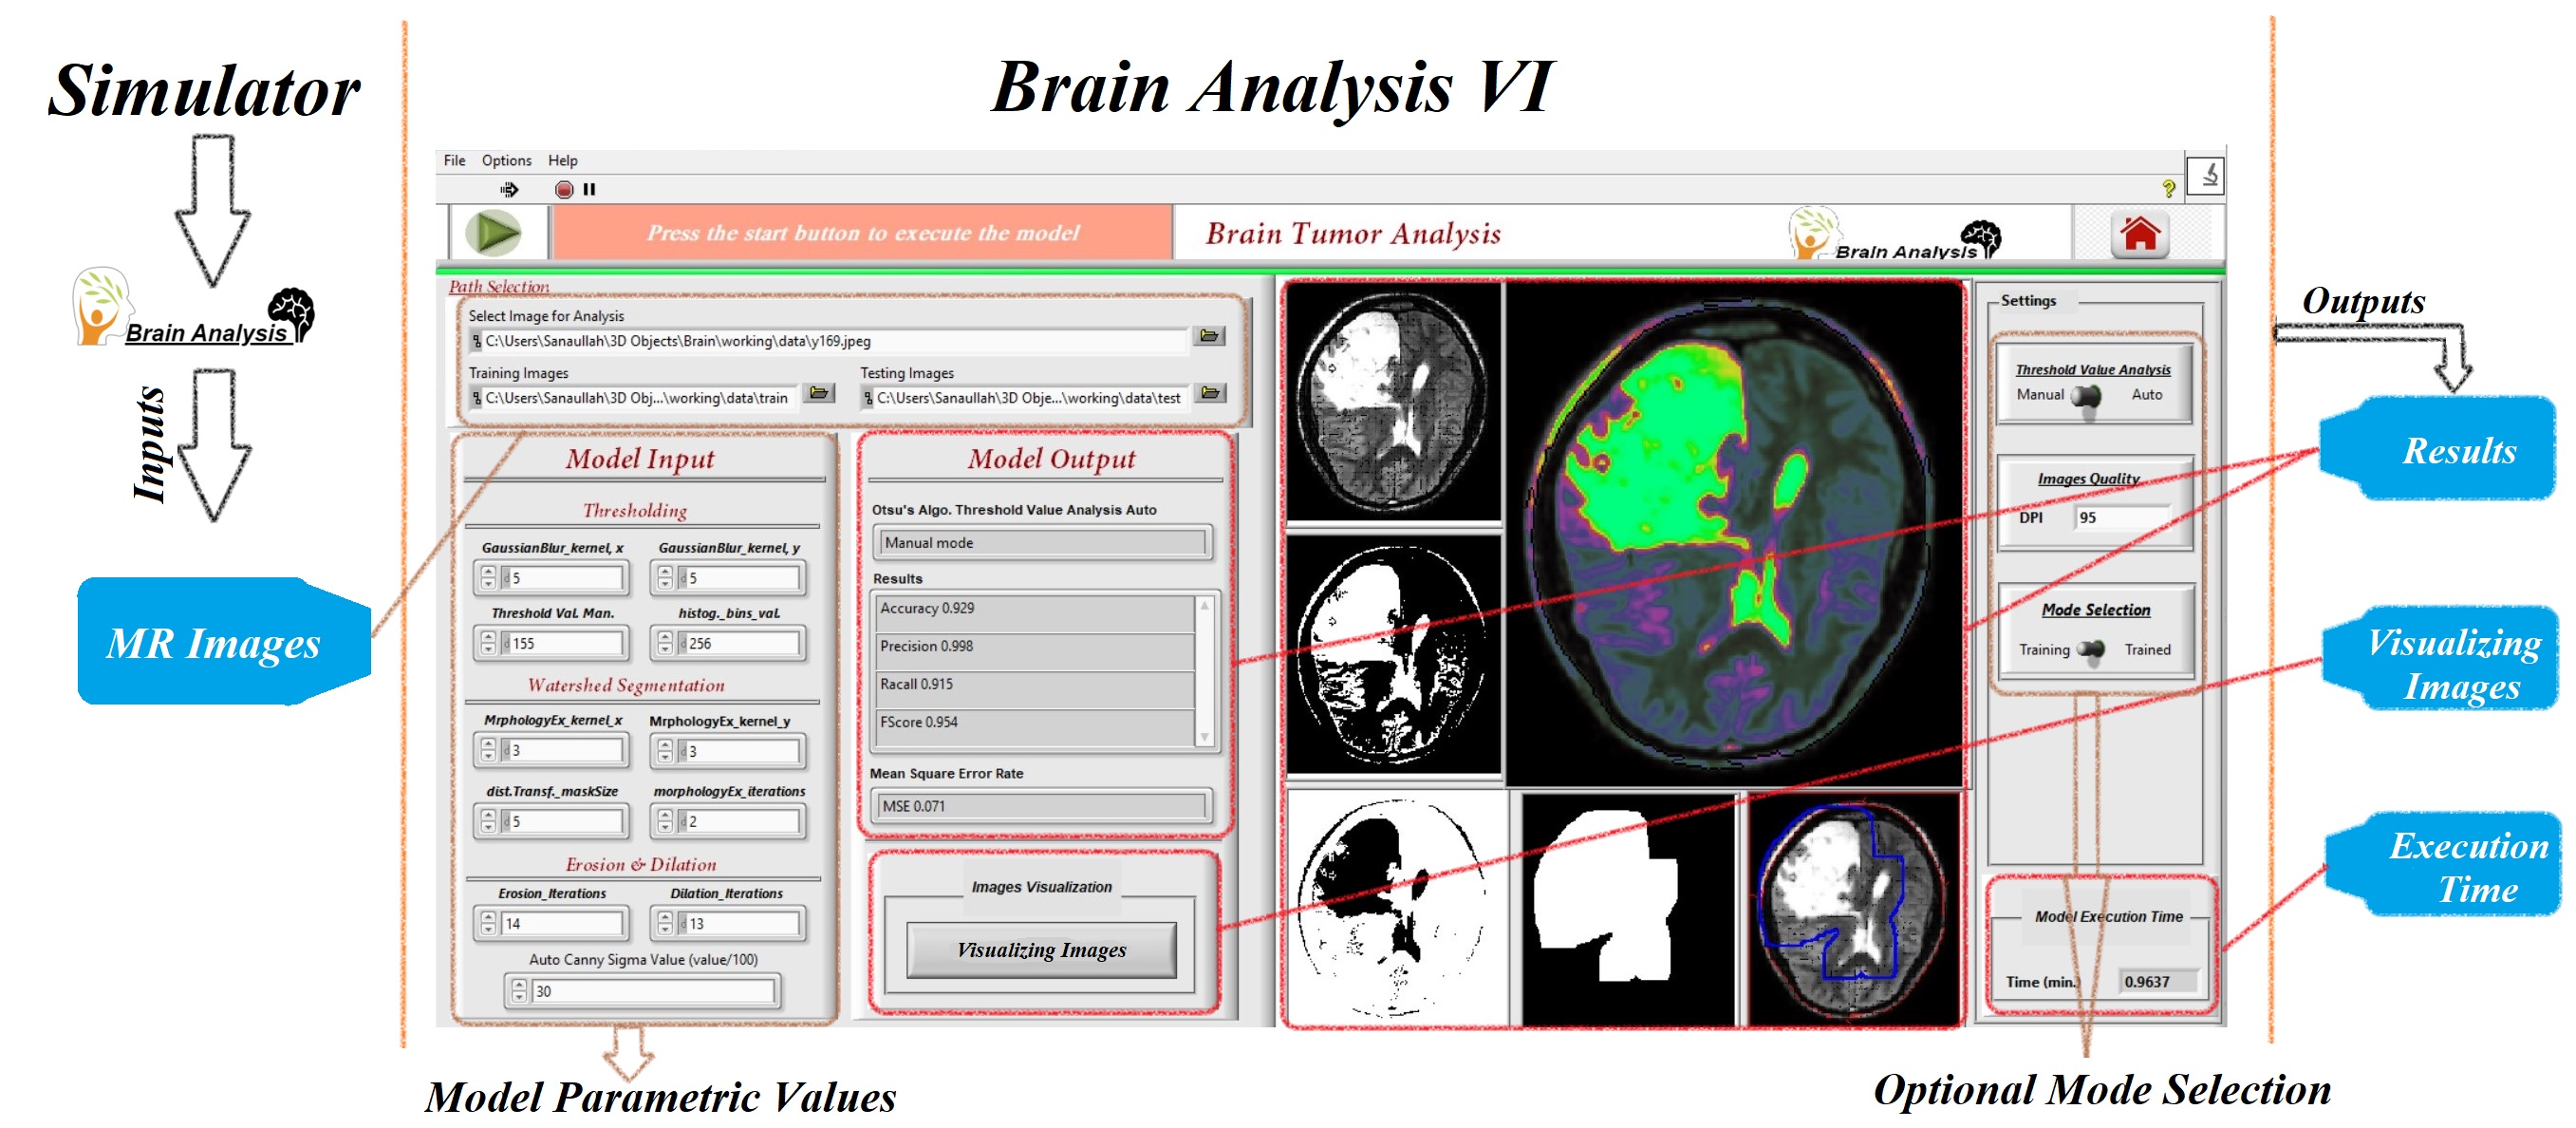 Simulator
Brain Analysis
Inputs
MR Images
Brain Analysis VI
File Options Help
?
Press the start button to execute the model
Brain Tumor Analysis
Brain Analysis
Path Selection
Select Image for Analysis
C:\Users\Sanaullah\3D Objects\Brain\working\data\y169.jpeg
Training Images
C:\Users\Sanaullah\3D Obj...\working\data\train
Testing Images
C:\Users\Sanaullah\3D Obje...\working\data\test
Model Input
Thresholding
GaussianBlur_kernel, x
GaussianBlur_kernel, y
d 5
d 5
Threshold Val. Man.
histog._bins_val.
d 155
d 256
Watershed Segmentation
MrphologyEx_kernel_x
MrphologyEx_kernel_y
d 3
d 3
dist.Transf._maskSize
morphologyEx_iterations
d 5
d 2
Erosion & Dilation
Erosion_Iterations
Dilation_Iterations
14
d 13
Auto Canny Sigma Value (value/100)
30
Model Output
Otsu's Algo. Threshold Value Analysis Auto
Manual mode
Results
Accuracy 0.929
Precision 0.998
Racall 0.915
FScore 0.954
Mean Square Error Rate
MSE 0.071
Images Visualization
Visualizing Images
Settings
Threshold Value Analysis
Manual Auto
Images Quality
DPI 95
Mode Selection
Training Trained
Model Execution Time
Time (min.) 0.9637
Outputs
Results
Visualizing
Images
Execution
Time
Model Parametric Values
Optional Mode Selection